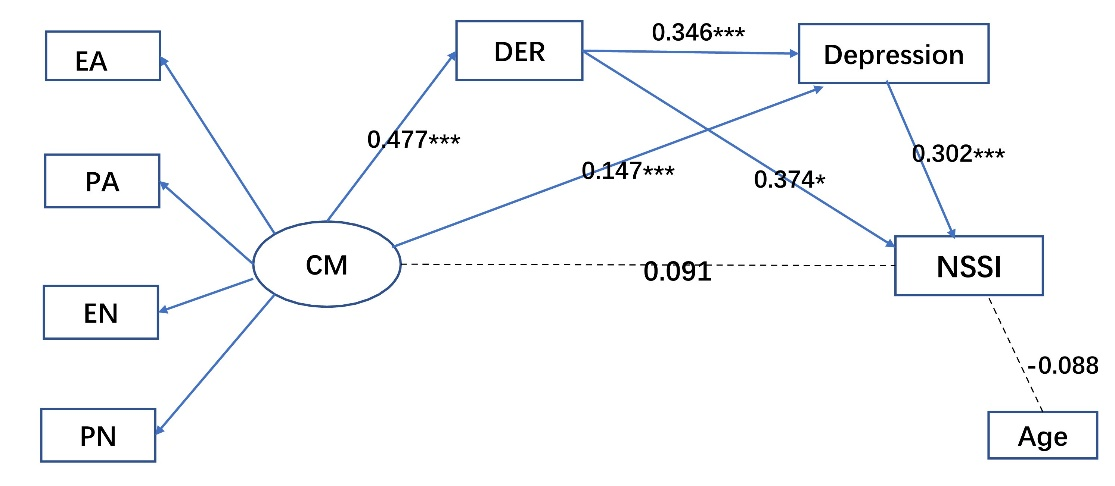 EA
DER
0.346***
Depression
0.477***
0.302***
PA
0.147***
0.374*
CM
0.091
NSSI
EN
-0.088
PN
Age